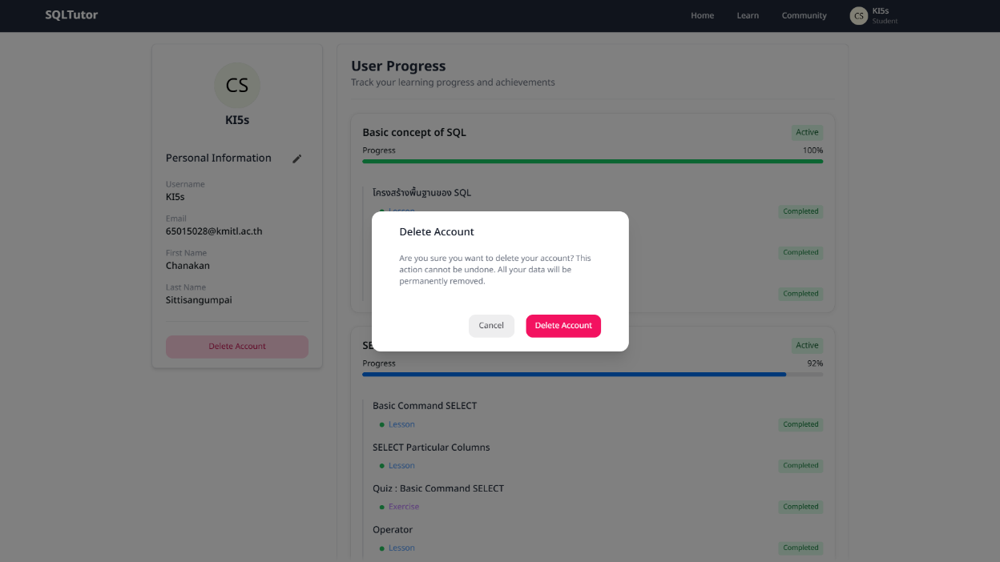 SQLTutor
Home
Learn
Community
CS
KI5s
Student
CS
KI5s
Personal Information
Username
KI5s
Email
65015028@kmitl.ac.th
First Name
Chanakan
Last Name
Sittisangumpai
Delete Account
User Progress
Track your learning progress and achievements
Basic concept of SQL
Active
Progress
100%
โครงสร้างพื้นฐานของ SQL
Lesson
Completed
Completed
Completed
Delete Account
Are you sure you want to delete your account? This
action cannot be undone. All your data will be
permanently removed.
Cancel
Delete Account
Active
Progress
92%
Basic Command SELECT
Lesson
Completed
SELECT Particular Columns
Lesson
Completed
Quiz : Basic Command SELECT
Exercise
Completed
Operator
Lesson
Completed